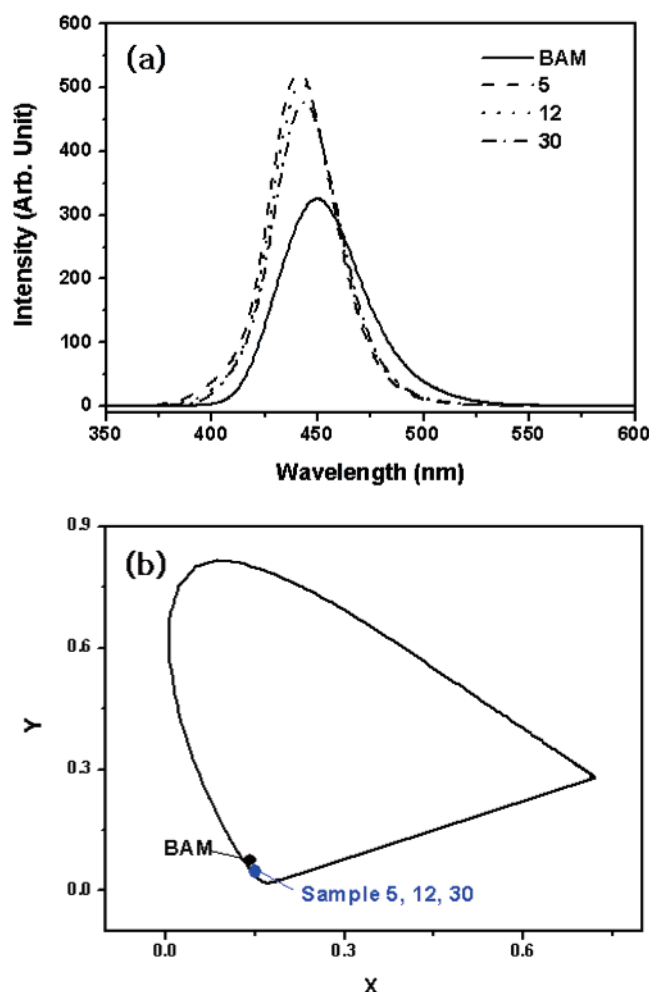 600
(a)
BAM
5
500
12
30
400
300
200
100
0
Intensity (Arb. Unit)
350 400 450 500 550 600
Wavelength (nm)
0.9
(b)
0.6
Y
0.3
BAM
Sample 5, 12, 30
0.0
0.0 0.3 0.6
X